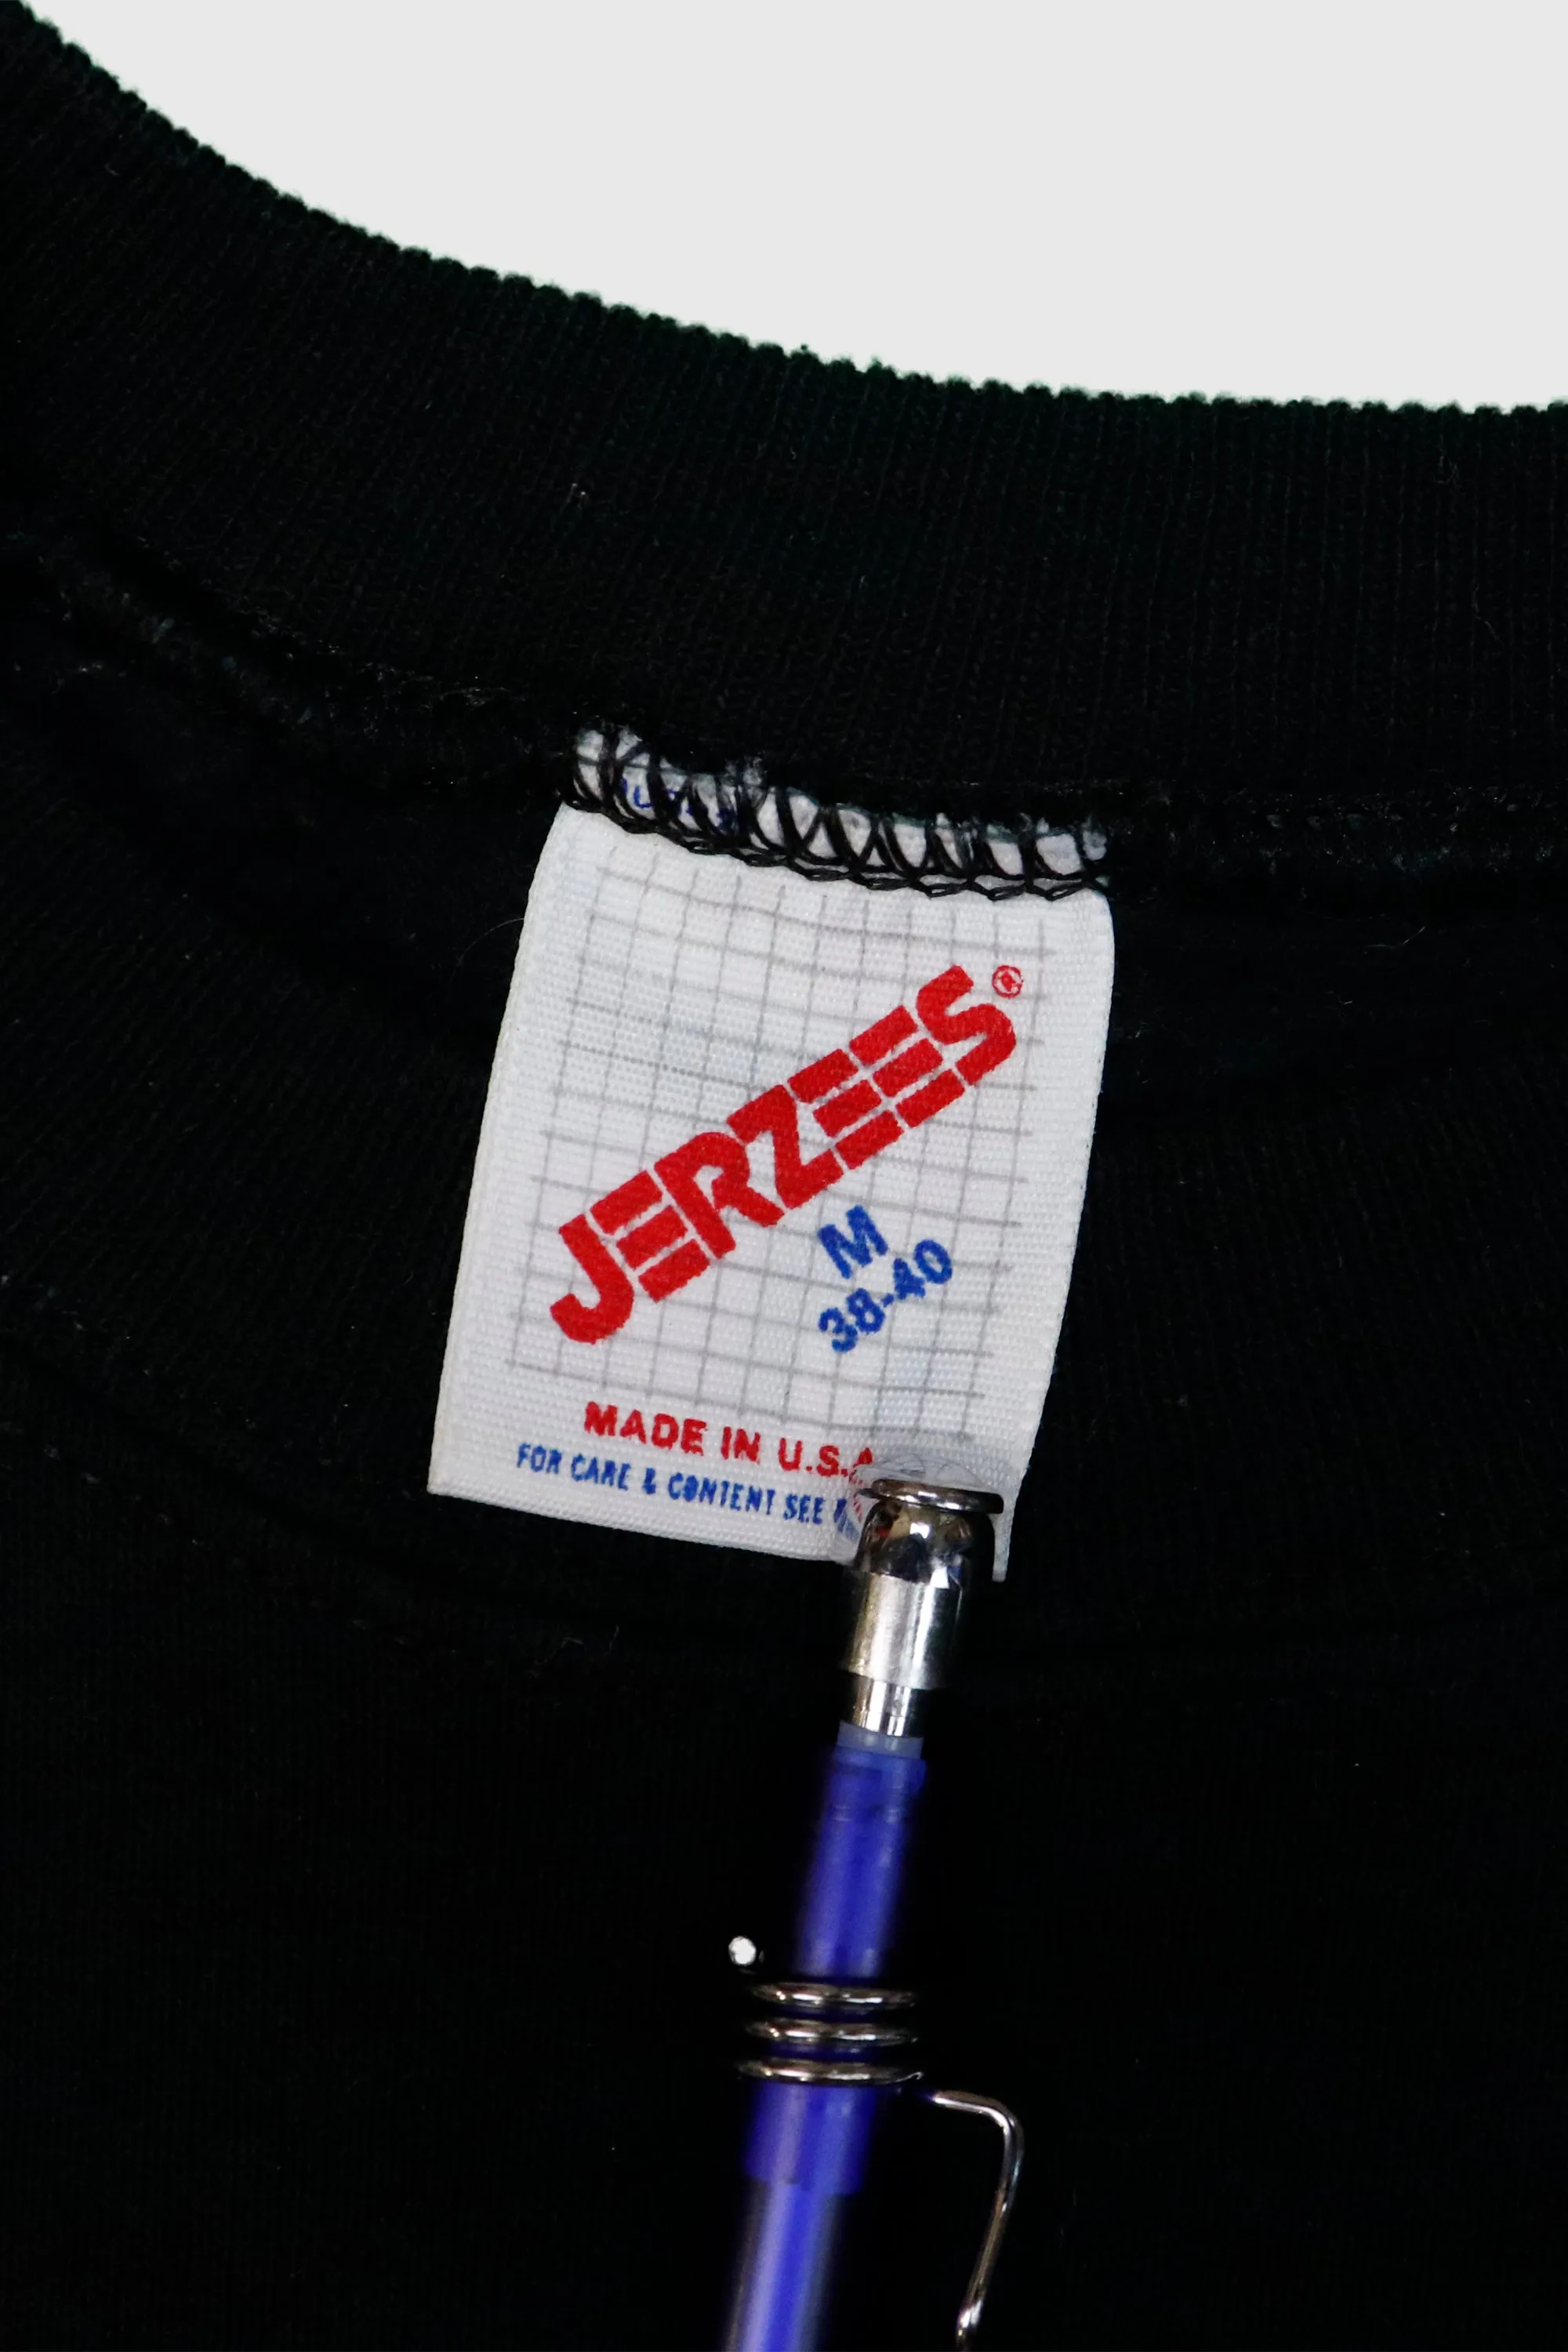 JERZEES®
M
38-40
MADE IN U.S.A
FOR CARE & CONTENT SEE